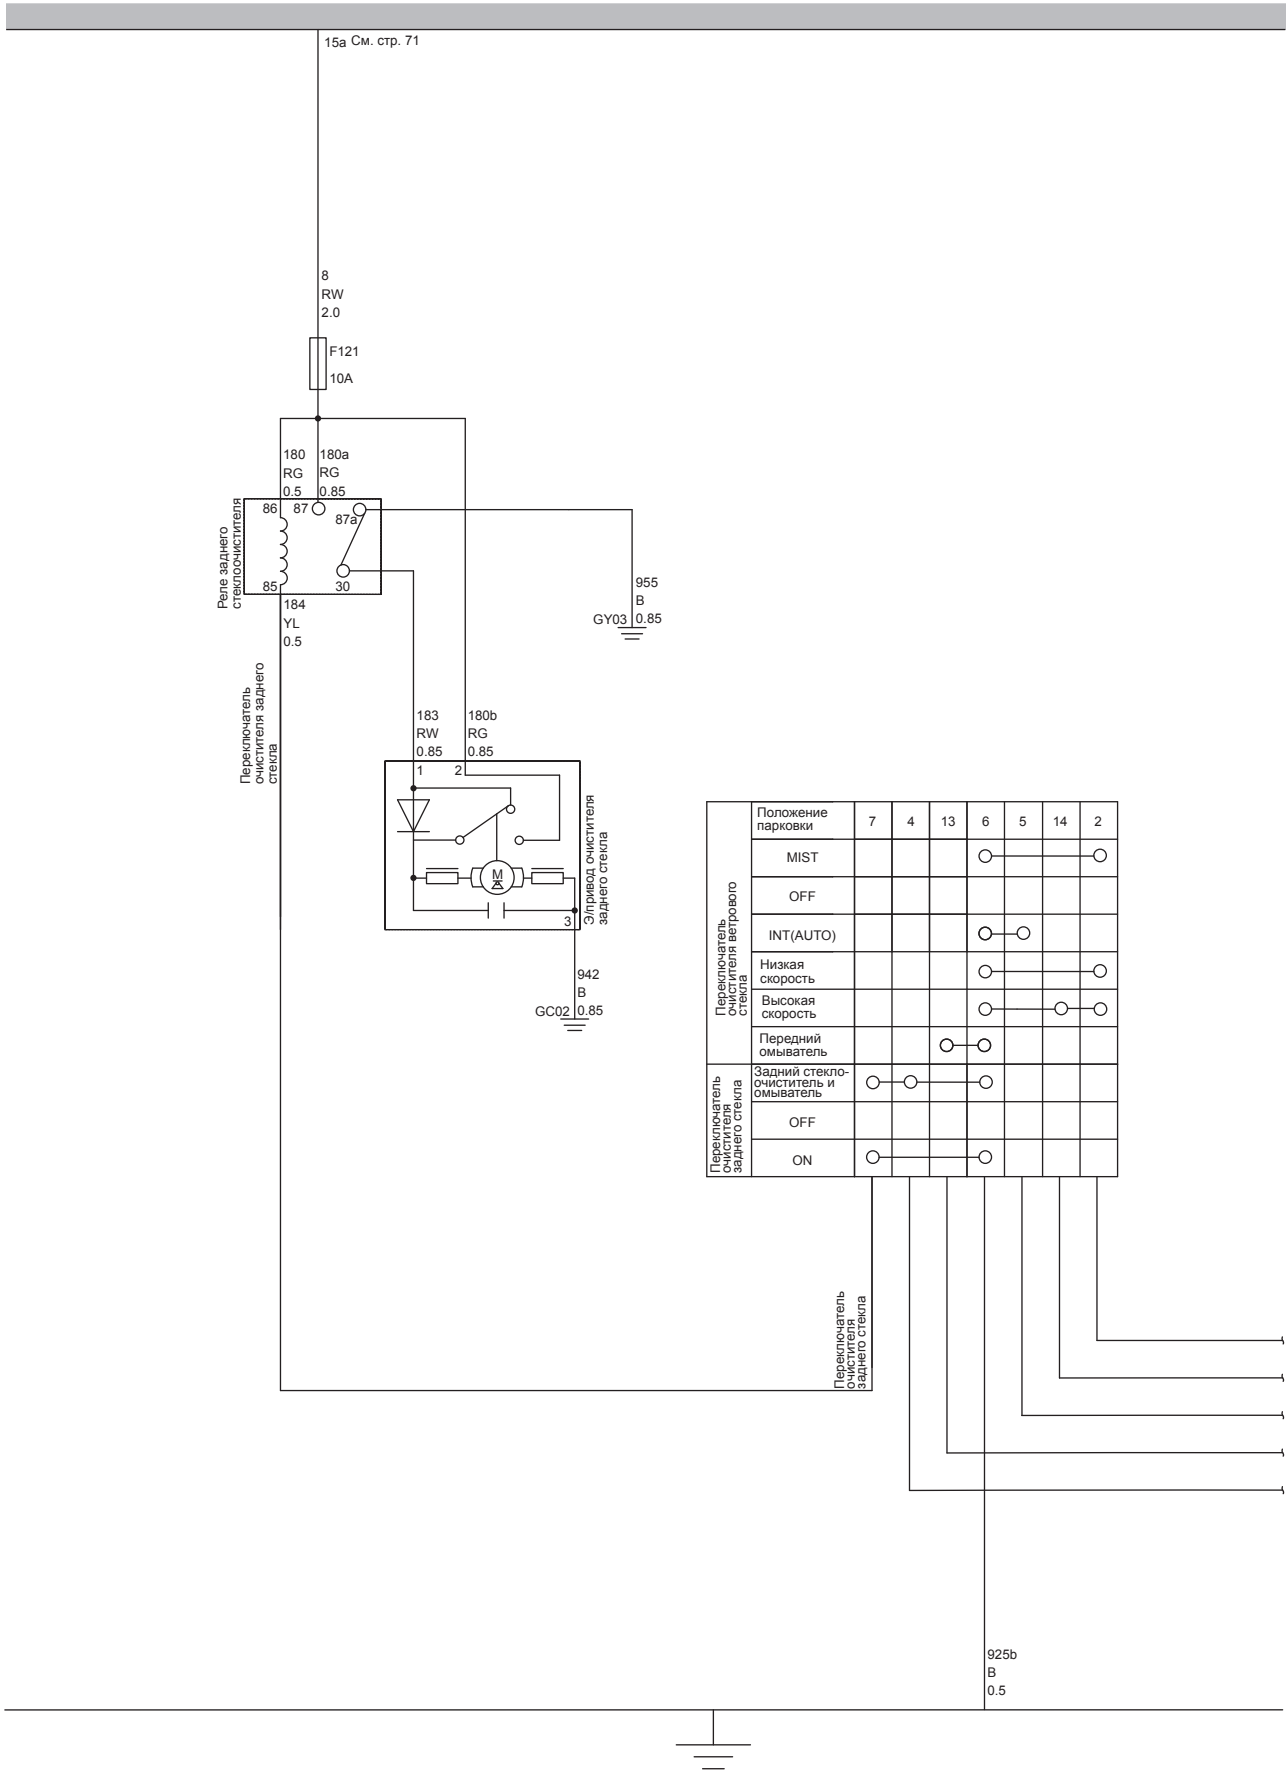 15a См. стр. 71
8
RW
2.0
F121
10A
180
RG
0.5
180a
RG
0.85
Реле заднего
стеклоочистителя
86
87
87a
85
30
184
YL
0.5
955
B
GY03
0.85
Переключатель
очистителя заднего
стекла
183
RW
0.85
180b
RG
0.85
1
2
M
3
Э/привод очистителя
заднего стекла
942
B
GC02
0.85
Переключатель
очистителя ветрового
стекла
Положение
парковки
7
4
13
6
5
14
2
MIST
OFF
INT(AUTO)
Низкая
скорость
Высокая
скорость
Передний
омыватель
Переключатель
очистителя
заднего стекла
Задний стекло-
очиститель и
омыватель
OFF
ON
Переключатель
очистителя
заднего стекла
925b
B
0.5